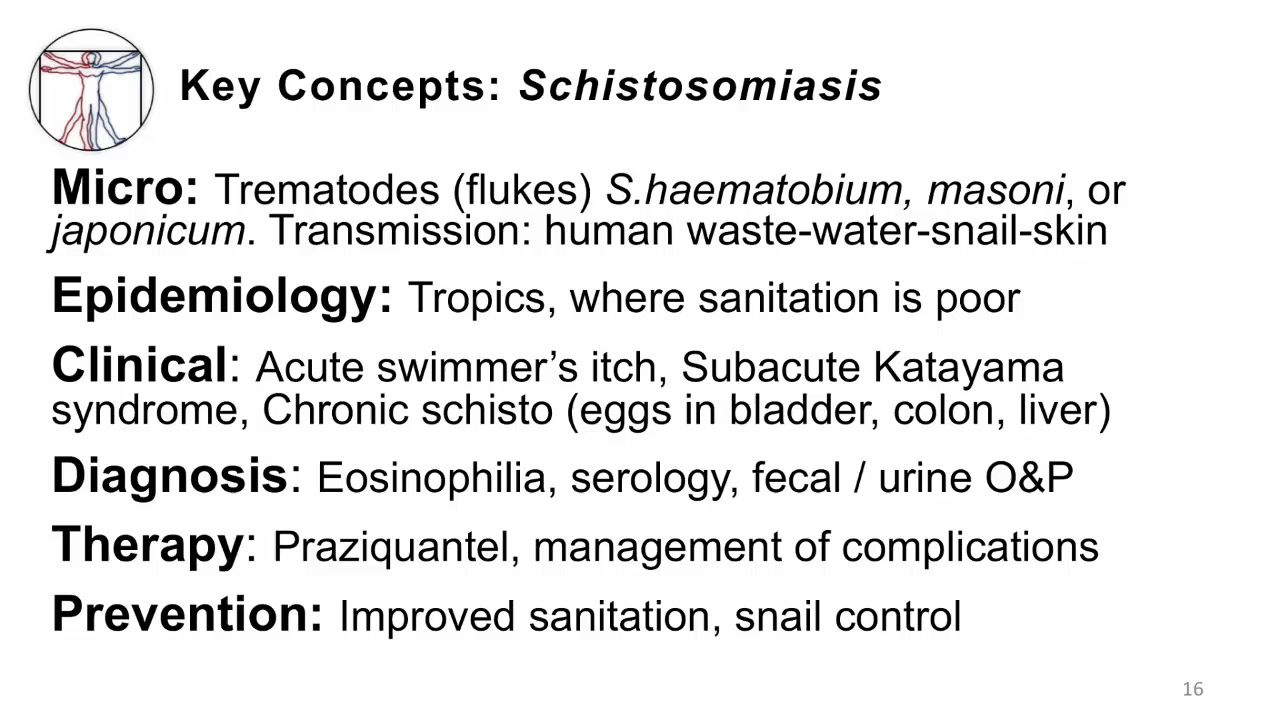 Key Concepts: Schistosomiasis
Micro: Trematodes (flukes) S.haematobium, masoni, or
japonicum. Transmission: human waste-water-snail-skin
Epidemiology: Tropics, where sanitation is poor
Clinical: Acute swimmer’s itch, Subacute Katayama
syndrome, Chronic schisto (eggs in bladder, colon, liver)
Diagnosis: Eosinophilia, serology, fecal / urine O&P
Therapy: Praziquantel, management of complications
Prevention: Improved sanitation, snail control
16